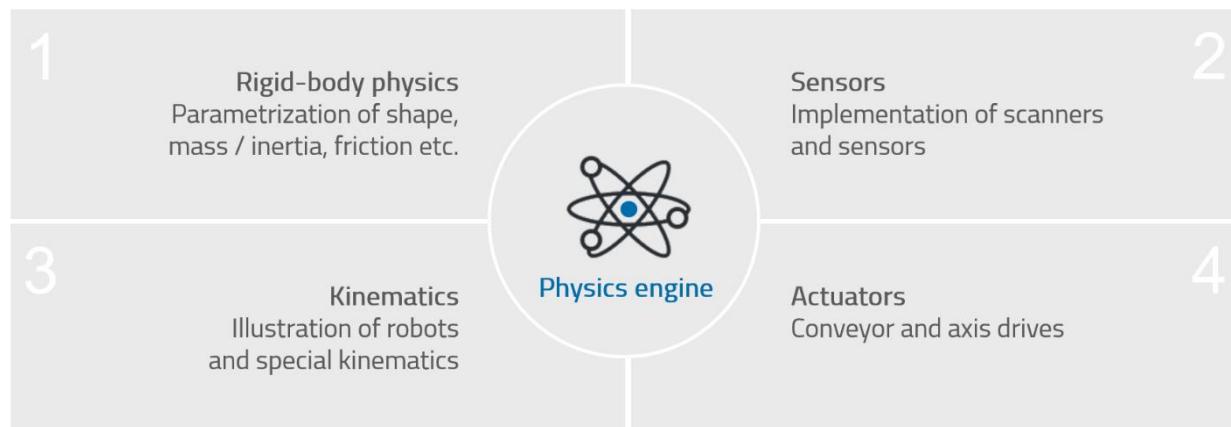 1
Rigid-body physics
Parametrization of shape,
mass / inertia, friction etc.
2
Sensors
Implementation of scanners
and sensors
Physics engine
3
Kinematics
Illustration of robots
and special kinematics
4
Actuators
Conveyor and axis drives